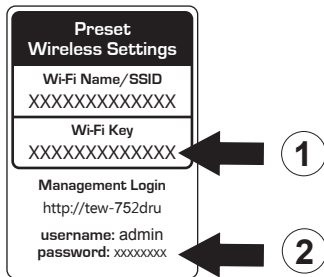 Preset
Wireless Settings
Wi-Fi Name/SSID
XXXXXXXXXXXXX
Wi-Fi Key
XXXXXXXXXXXXX
1
Management Login
http://tew-752dru
username: admin
password: xxxxxxxx
2